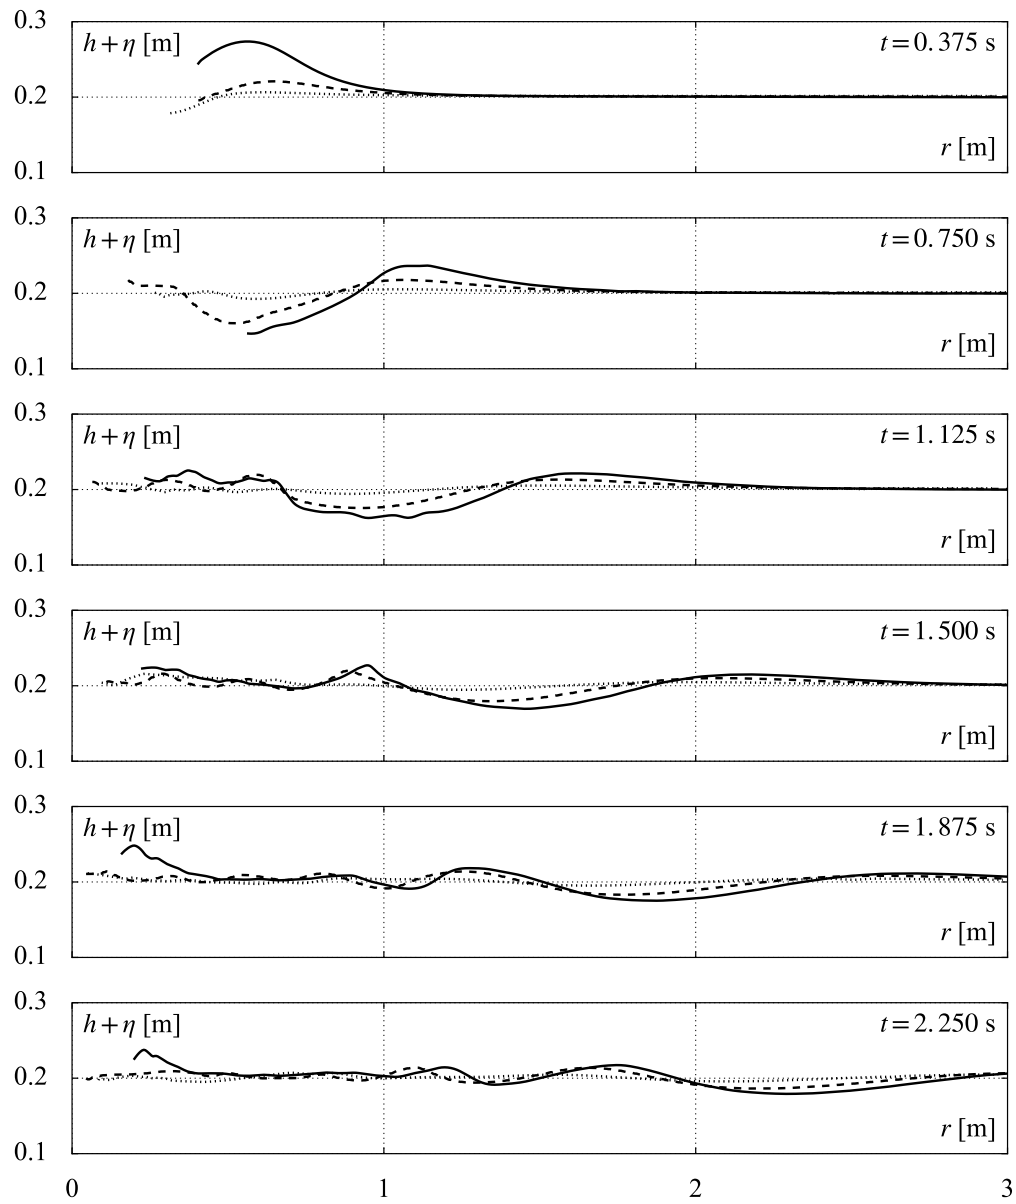 0.3
h + η [m] t = 0.375 s
0.2
r [m]
0.1
0.3
h + η [m] t = 0.750 s
0.2
r [m]
0.1
0.3
h + η [m] t = 1.125 s
0.2
r [m]
0.1
0.3
h + η [m] t = 1.500 s
0.2
r [m]
0.1
0.3
h + η [m] t = 1.875 s
0.2
r [m]
0.1
0.3
h + η [m] t = 2.250 s
0.2
r [m]
0.1
0 1 2 3